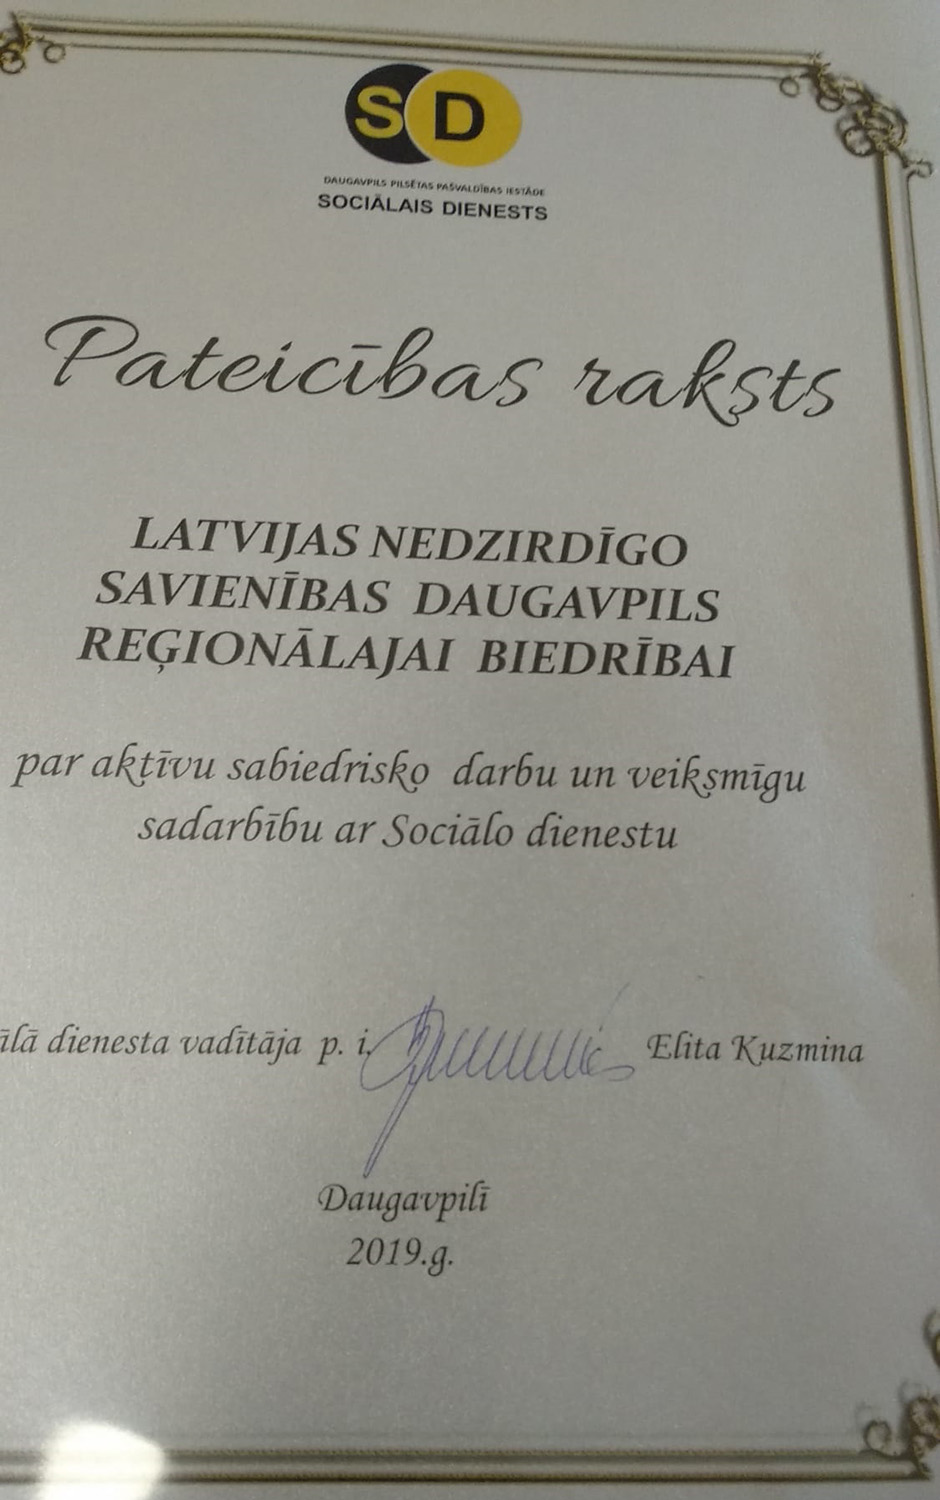 SD
DAUGAVPILS PILSĒTAS PAŠVALDĪBAS IESTĀDE
SOCIĀLAIS DIENESTS
Pateicības raksts
LATVIJAS NEDZIRDĪGO
SAVIENĪBAS DAUGAVPILS
REĢIONĀLAJAI BIEDRĪBAI
par aktīvu sabiedrisko darbu un veiksmīgu
sadarbību ar Sociālo dienestu
ālā dienesta vadītāja p. i. Elita Kuzmina
Daugavpilī
2019.g.